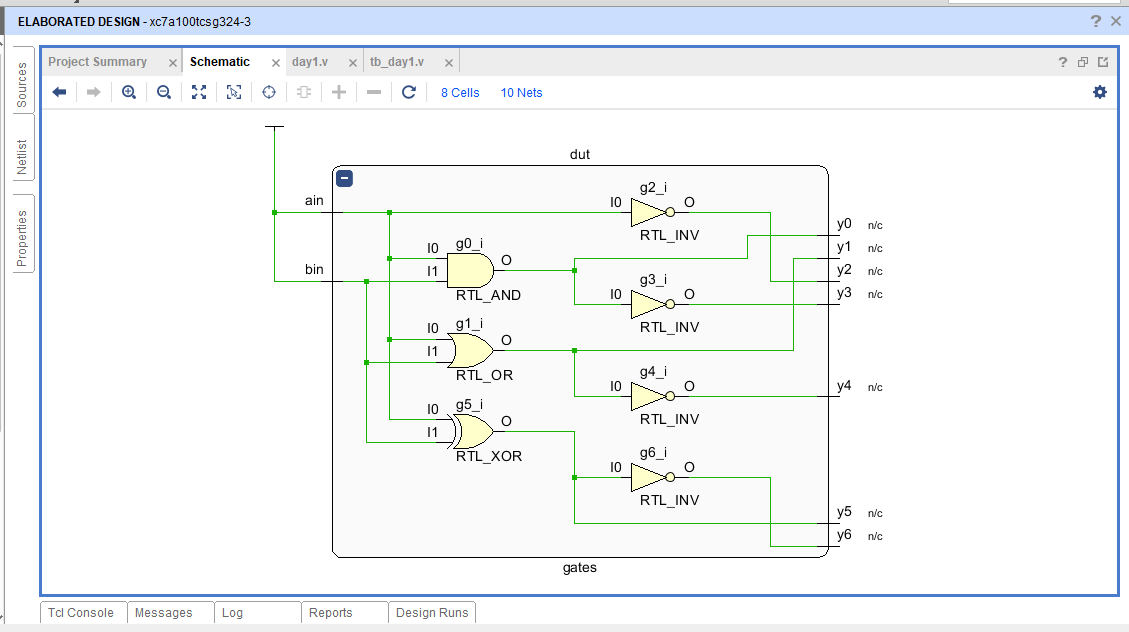 ELABORATED DESIGN - xc7a100tcsg324-3
?
Sources
Netlist
Properties
Project Summary
Schematic
day1.v
tb_day1.v
?
8 Cells
10 Nets
dut
ain
bin
g2_i
I0
O
RTL_INV
g0_i
I0
I1
O
RTL_AND
g3_i
I0
O
RTL_INV
g1_i
I0
I1
O
RTL_OR
g4_i
I0
O
RTL_INV
g5_i
I0
I1
O
RTL_XOR
g6_i
I0
O
RTL_INV
y0 n/c
y1 n/c
y2 n/c
y3 n/c
y4 n/c
y5 n/c
y6 n/c
gates
Tcl Console
Messages
Log
Reports
Design Runs